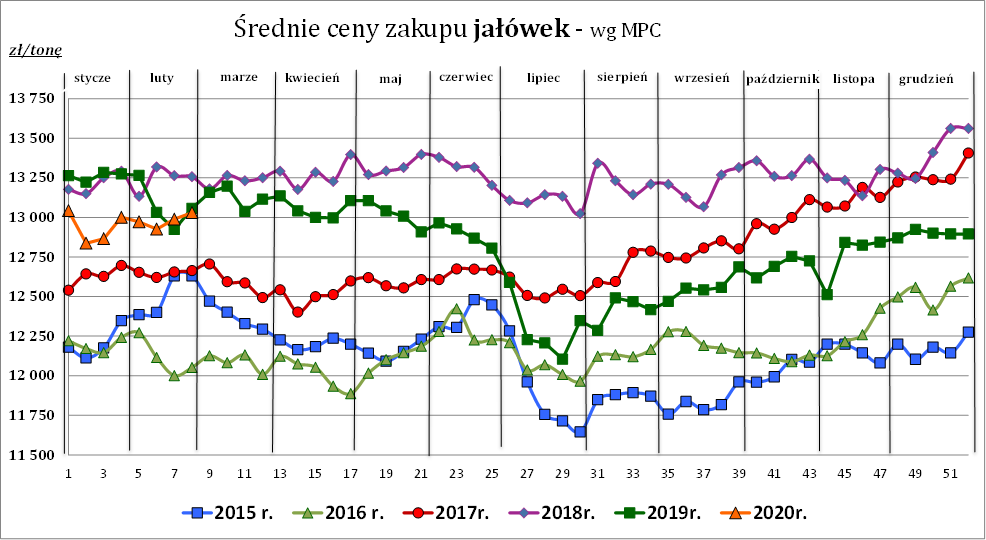 Średnie ceny zakupu jałówek - wg MPC
zł/tonę
stycze luty marze kwiecień maj czerwiec lipiec sierpień wrzesień październik listopa grudzień
13 750
13 500
13 250
13 000
12 750
12 500
12 250
12 000
11 750
11 500
1 3 5 7 9 11 13 15 17 19 21 23 25 27 29 31 33 35 37 39 41 43 45 47 49 51
2015 r. 2016 r. 2017r. 2018r. 2019r. 2020r.